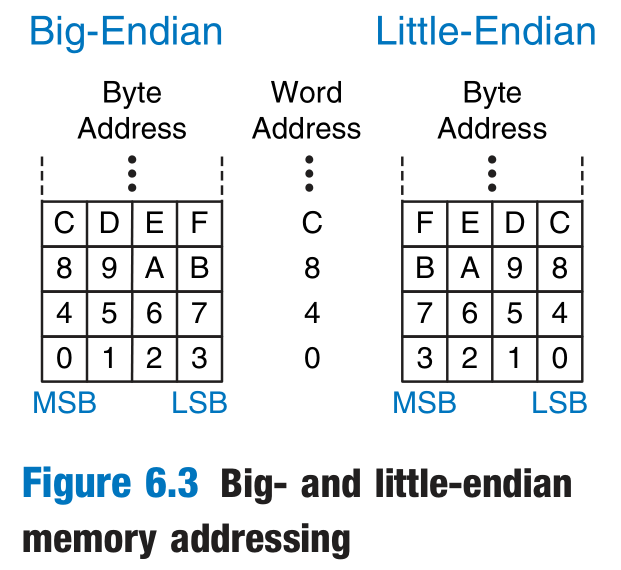 Big-Endian Little-Endian
Byte Word Byte
Address Address Address
C D E F C F E D C
8 9 A B 8 B A 9 8
4 5 6 7 4 7 6 5 4
0 1 2 3 0 3 2 1 0
MSB LSB MSB LSB
Figure 6.3 Big- and little-endian
memory addressing